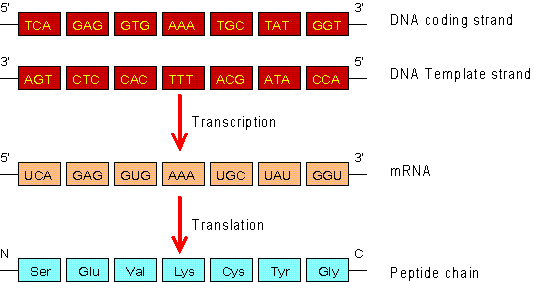 5' 3'
TCA GAG GTG AAA TGC TAT GGT DNA coding strand
3' 5'
AGT CTC CAC TTT ACG ATA CCA DNA Template strand
Transcription
5' 3'
UCA GAG GUG AAA UGC UAU GGU mRNA
Translation
N C
Ser Glu Val Lys Cys Tyr Gly Peptide chain